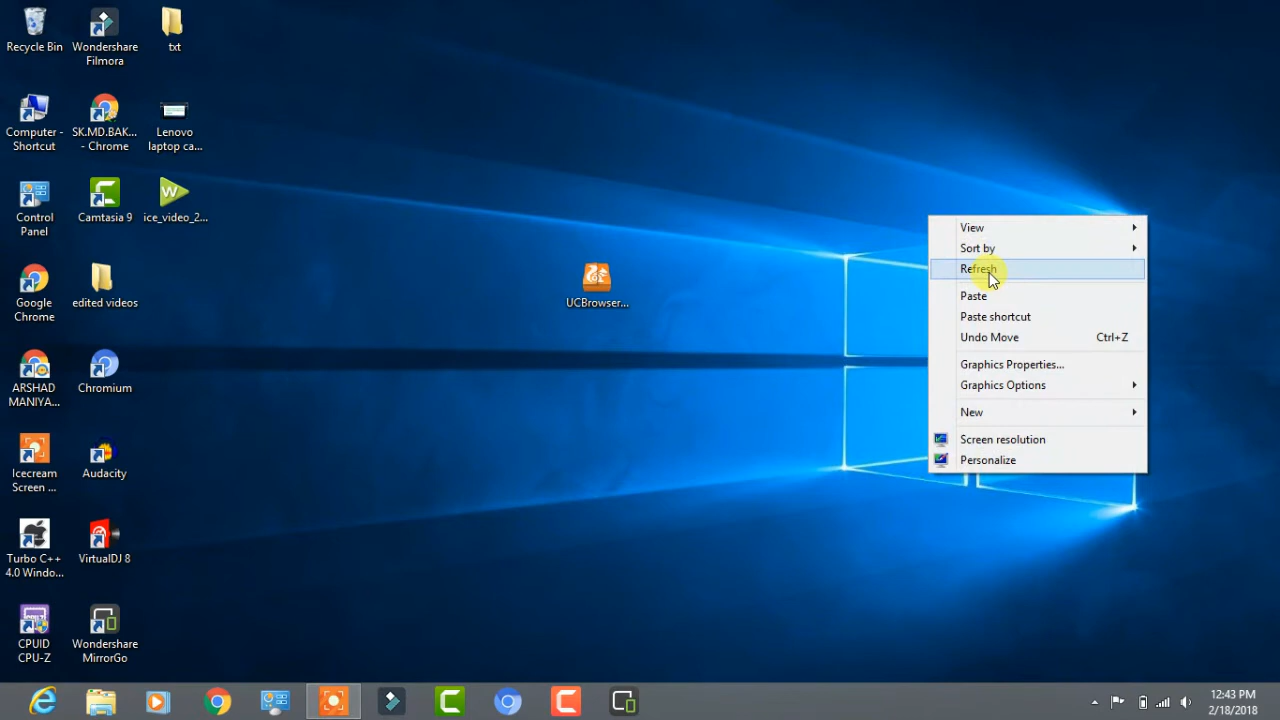 Recycle Bin
Wondershare
Filmora
txt
Computer -
Shortcut
SK.MD.BAK...
- Chrome
Lenovo
laptop ca...
Control
Panel
Camtasia 9
ice_video_2...
Google
Chrome
edited videos
UCBrowser...
ARSHAD
MANIYA...
Chromium
Icecream
Screen ...
Audacity
Turbo C++
4.0 Windo...
VirtualDJ 8
CPUID
CPU-Z
Wondershare
MirrorGo
View
Sort by
Refresh
Paste
Paste shortcut
Undo Move Ctrl+Z
Graphics Properties...
Graphics Options
New
Screen resolution
Personalize
12:43 PM
2/18/2018